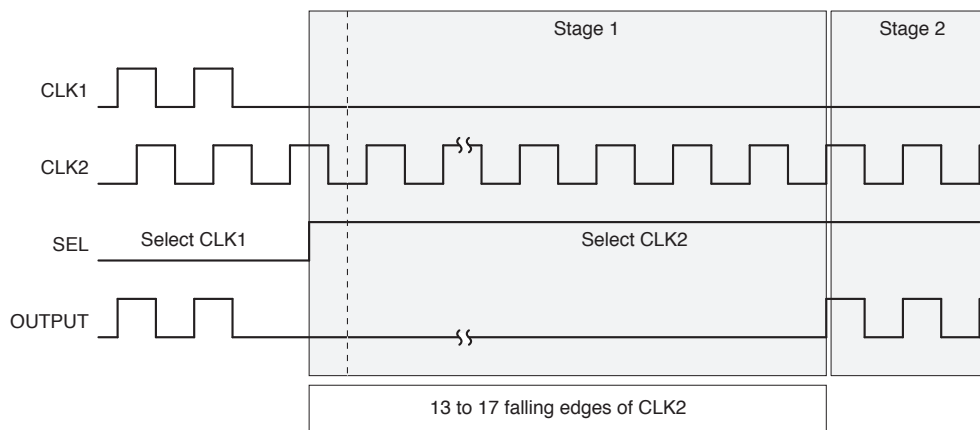 Stage 1
Stage 2
CLK1
CLK2
SEL
Select CLK1
Select CLK2
OUTPUT
13 to 17 falling edges of CLK2